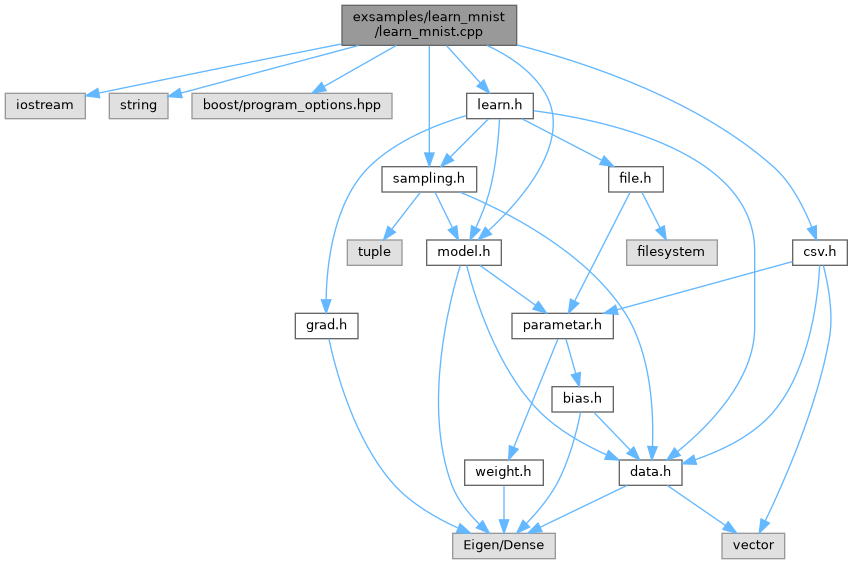 exsamples/learn_mnist
/learn_mnist.cpp
iostream
string
boost/program_options.hpp
learn.h
sampling.h
file.h
tuple
model.h
filesystem
csv.h
grad.h
parametar.h
bias.h
weight.h
data.h
Eigen/Dense
vector